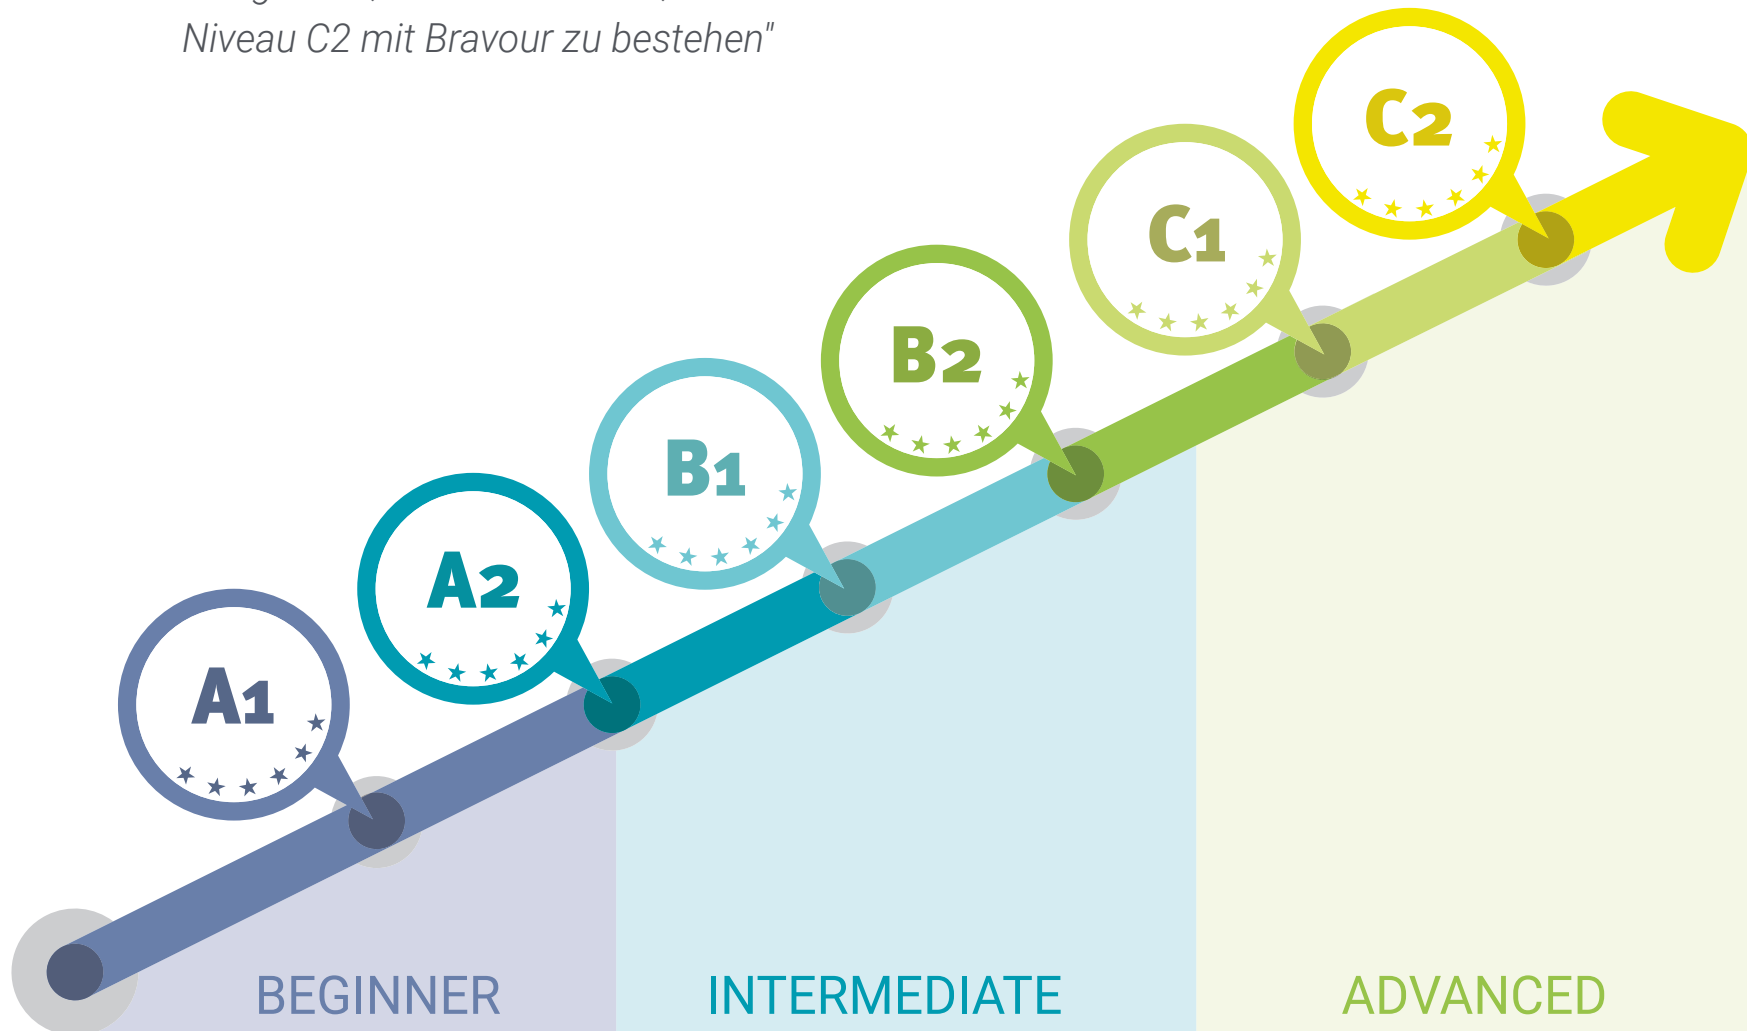 Niveau C2 mit Bravour zu bestehen"
C2
C1
B2
B1
A2
A1
BEGINNER INTERMEDIATE ADVANCED